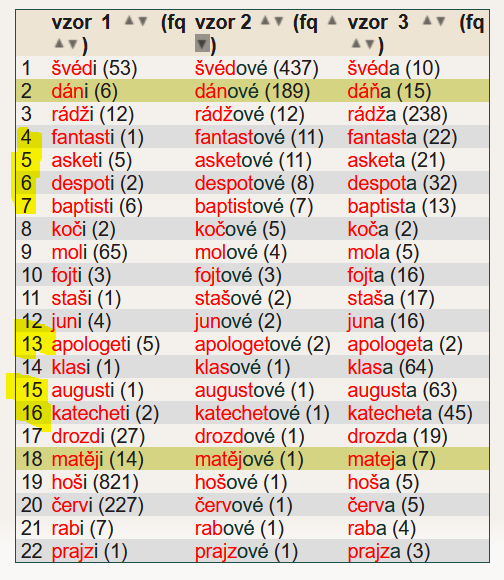 vzor 1 ▲▼ (fq ▲▼) vzor 2 ▲▼ (fq ▲▼) vzor 3 ▲▼ (fq ▲▼)
1 švédi (53) švédové (437) švéda (10)
2 dáni (6) dánové (189) dáňa (15)
3 rádži (12) rádžové (12) rádža (238)
4 fantasti (1) fantastové (11) fantasta (22)
5 asketi (5) asketové (11) asketa (21)
6 despoti (2) despotové (8) despota (32)
7 baptisti (6) baptistové (7) baptista (13)
8 koči (2) kočové (5) koča (2)
9 moli (65) molové (4) mola (5)
10 fojti (3) fojtové (3) fojta (16)
11 staši (1) stašové (2) staša (17)
12 juni (4) junové (2) juna (16)
13 apologeti (5) apologetové (2) apologeta (2)
14 klasi (1) klasové (1) klasa (64)
15 augusti (1) augustové (1) augusta (63)
16 katecheti (2) katechetové (1) katecheta (45)
17 drozdi (27) drozdové (1) drozda (19)
18 matěji (14) matějové (1) mateja (7)
19 hoši (821) hošové (1) hoša (5)
20 červi (227) červové (1) červa (5)
21 rabi (7) rabové (1) raba (4)
22 prajzi (1) prajzové (1) prajza (3)